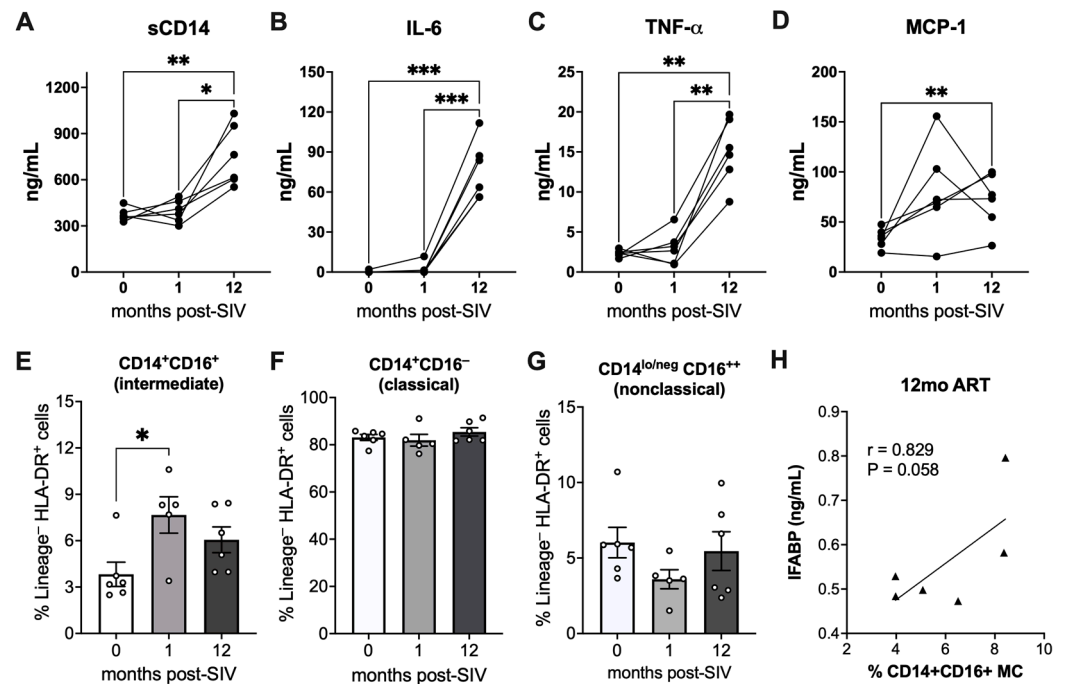 A sCD14
**
*
ng/mL
1200
900
600
300
0
0 1 12
months post-SIV
B IL-6
***
***
ng/mL
150
120
90
60
30
0
0 1 12
months post-SIV
C TNF-α
**
**
ng/mL
25
20
15
10
5
0
0 1 12
months post-SIV
D MCP-1
**
ng/mL
200
150
100
50
0
0 1 12
months post-SIV
E CD14⁺CD16⁺
(intermediate)
*
% Lineage⁻ HLA-DR⁺ cells
15
12
9
6
3
0
0 1 12
months post-SIV
F CD14⁺CD16⁻
(classical)
% Lineage⁻ HLA-DR⁺ cells
100
80
60
40
20
0
0 1 12
months post-SIV
G CD14ˡᵒ/ⁿᵉᵍ CD16⁺⁺
(nonclassical)
% Lineage⁻ HLA-DR⁺ cells
15
10
5
0
0 1 12
months post-SIV
H 12mo ART
r = 0.829
P = 0.058
IFABP (ng/mL)
0.9
0.8
0.7
0.6
0.5
0.4
2 4 6 8 10
% CD14+CD16+ MC